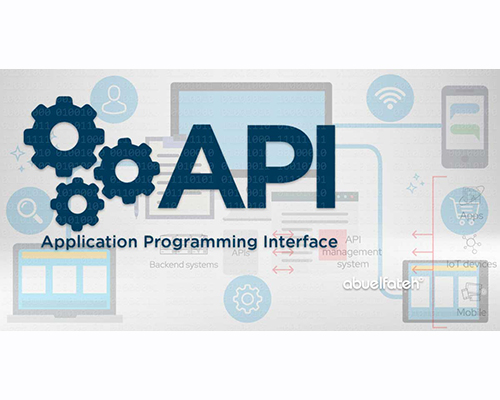 API
Application Programming Interface
Backend systems
APIs
API
management
system
Apps
IoT devices
Mobile
abuelfateh